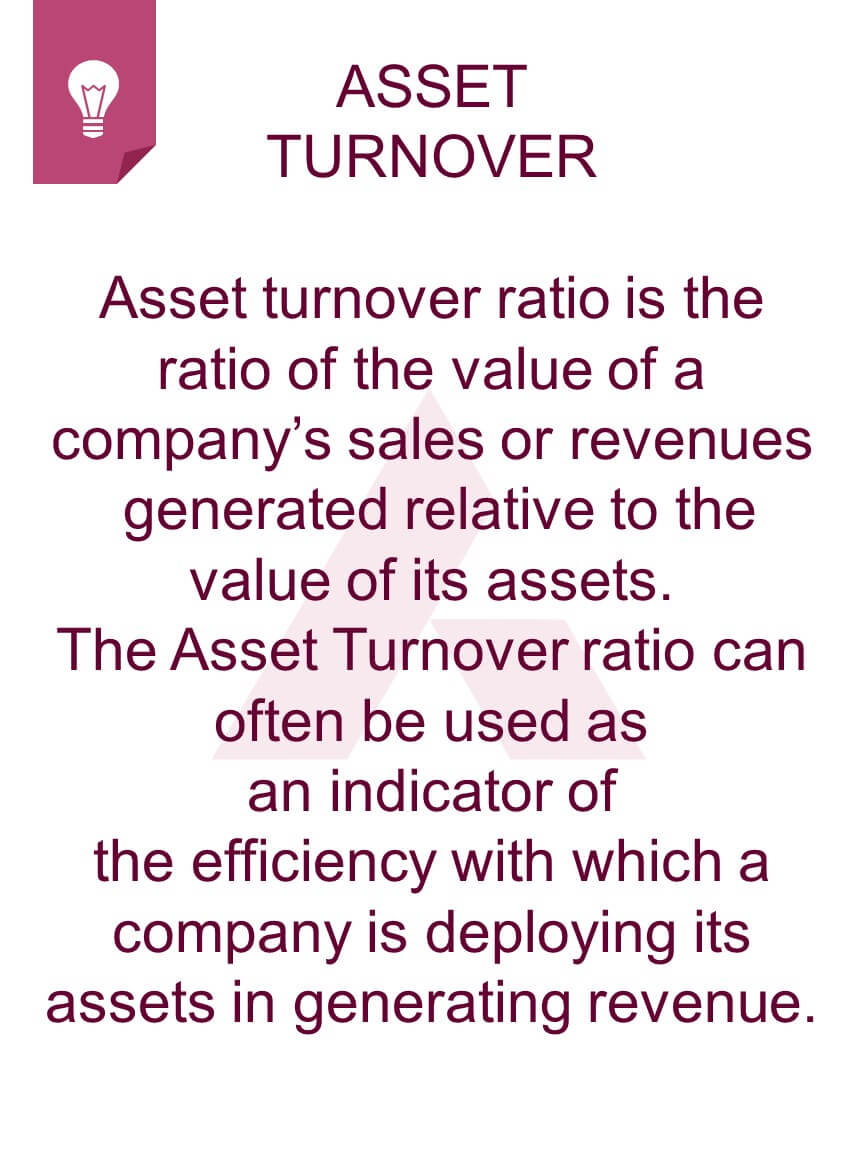 ASSET
TURNOVER
Asset turnover ratio is the
ratio of the value of a
company’s sales or revenues
generated relative to the
value of its assets.
The Asset Turnover ratio can
often be used as
an indicator of
the efficiency with which a
company is deploying its
assets in generating revenue.